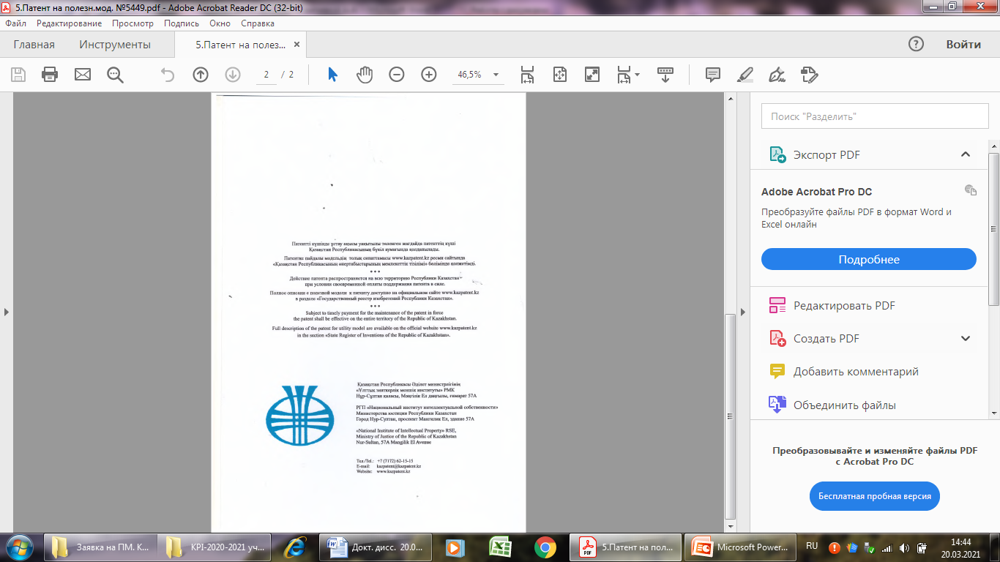 5.Патент на полезн.мод. №5449.pdf - Adobe Acrobat Reader DC (32-bit)
Файл Редактирование Просмотр Подпись Окно Справка
Главная Инструменты 5.Патент на полез... × Войти
2 / 2 46,5%
Поиск "Разделить"
Экспорт PDF
Adobe Acrobat Pro DC
Преобразуйте файлы PDF в формат Word и
Excel онлайн
Подробнее
Редактировать PDF
Создать PDF
Добавить комментарий
Объединить файлы
Преобразовывайте и изменяйте файлы PDF
с Acrobat Pro DC
Бесплатная пробная версия
Патентті күшінде ұстау ақысы уақытылы төленген жағдайда патенттің күші
Қазақстан Республикасының бүкіл аумағында қолданылады.
Патентке пайдалы модельдің толық сипаттамасы www.kazpatent.kz ресми сайтында
«Қазақстан Республикасының өнертабыстарының мемлекеттік тізілімі» бөлімінде қолжетімді.
* * *
Действие патента распространяется на всю территорию Республики Казахстан
при условии своевременной оплаты поддержания патента в силе.
Полное описание полезной модели к патенту доступно на официальном сайте www.kazpatent.kz
в разделе «Государственный реестр изобретений Республики Казахстан».
* * *
Subject to timely payment for the maintenance of the patent in force
the patent shall be effective on the entire territory of the Republic of Kazakhstan.
Full description of the patent for utility model are available on the official website www.kazpatent.kz
in the section «State Register of Inventions of the Republic of Kazakhstan».
Қазақстан Республикасы Әділет министрлігінің
«Ұлттық зияткерлік меншік институты» РМК
Нұр-Сұлтан қаласы, Мәңгілік Ел даңғылы, ғимарат 57А
РГП «Национальный институт интеллектуальной собственности»
Министерства юстиции Республики Казахстан
Город Нур-Султан, проспект Мангилик Ел, здание 57А
«National Institute of Intellectual Property» RSE,
Ministry of Justice of the Republic of Kazakhstan
Nur-Sultan, 57A Mangilik El Avenue
Тел./Tel.: +7 (7172) 62-15-15
E-mail: kazpatent@kazpatent.kz
Website: www.kazpatent.kz
Заявка на ПМ. К... KPI-2020-2021 уч... Докт. дисс. 20.0... 5.Патент на пол... Microsoft Power... RU 14:44
20.03.2021